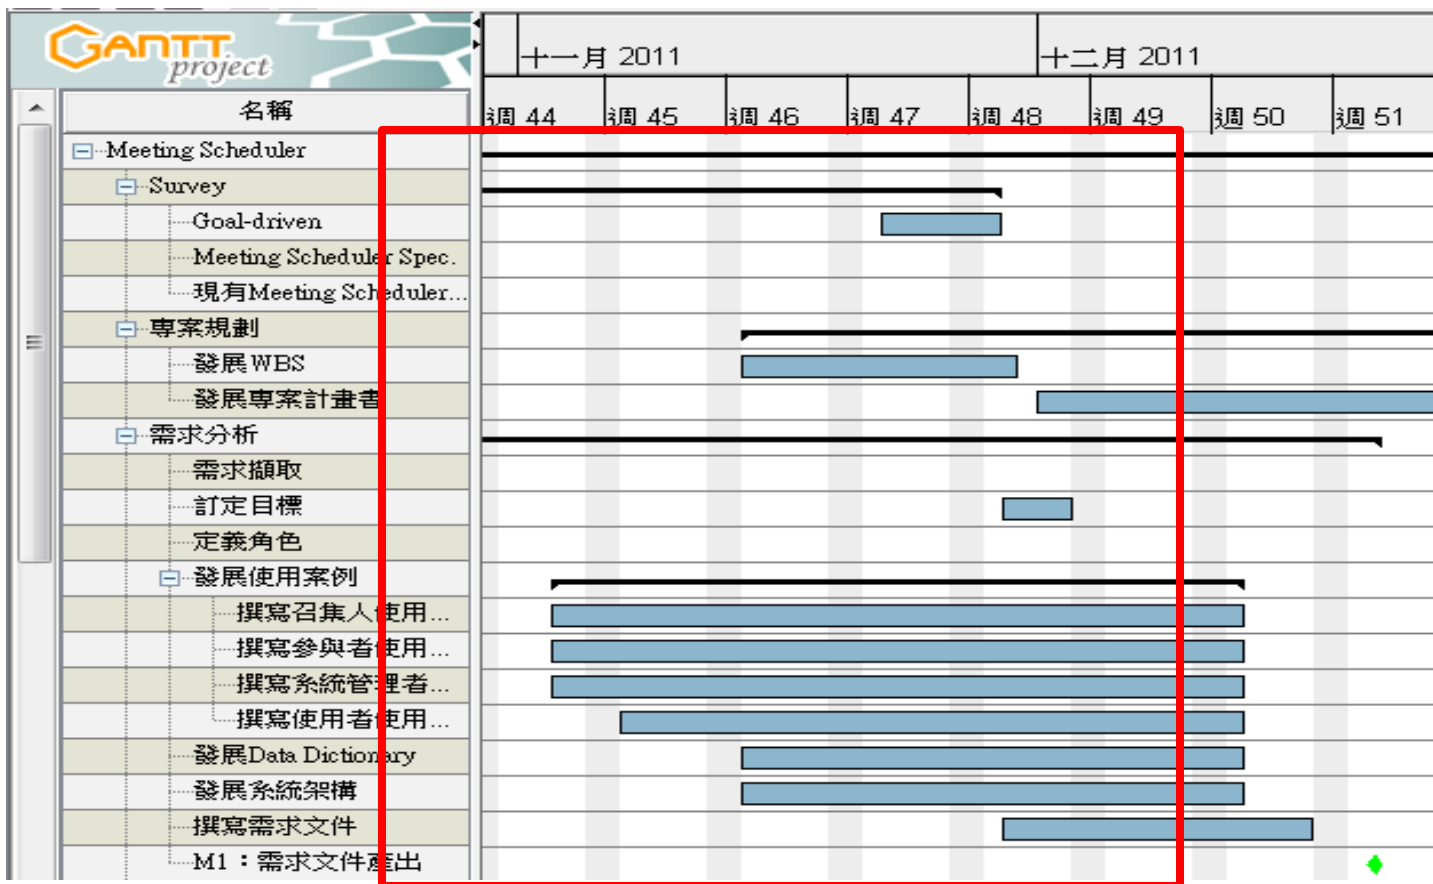 GANTT
project
十一月 2011
十二月 2011
名稱
週 44
週 45
週 46
週 47
週 48
週 49
週 50
週 51
Meeting Scheduler
Survey
Goal-driven
Meeting Scheduler Spec.
現有Meeting Scheduler...
專案規劃
發展WBS
發展專案計畫書
需求分析
需求擷取
訂定目標
定義角色
發展使用案例
撰寫召集人使用...
撰寫參與者使用...
撰寫系統管理者...
撰寫使用者使用...
發展Data Dictionary
發展系統架構
撰寫需求文件
M1：需求文件產出